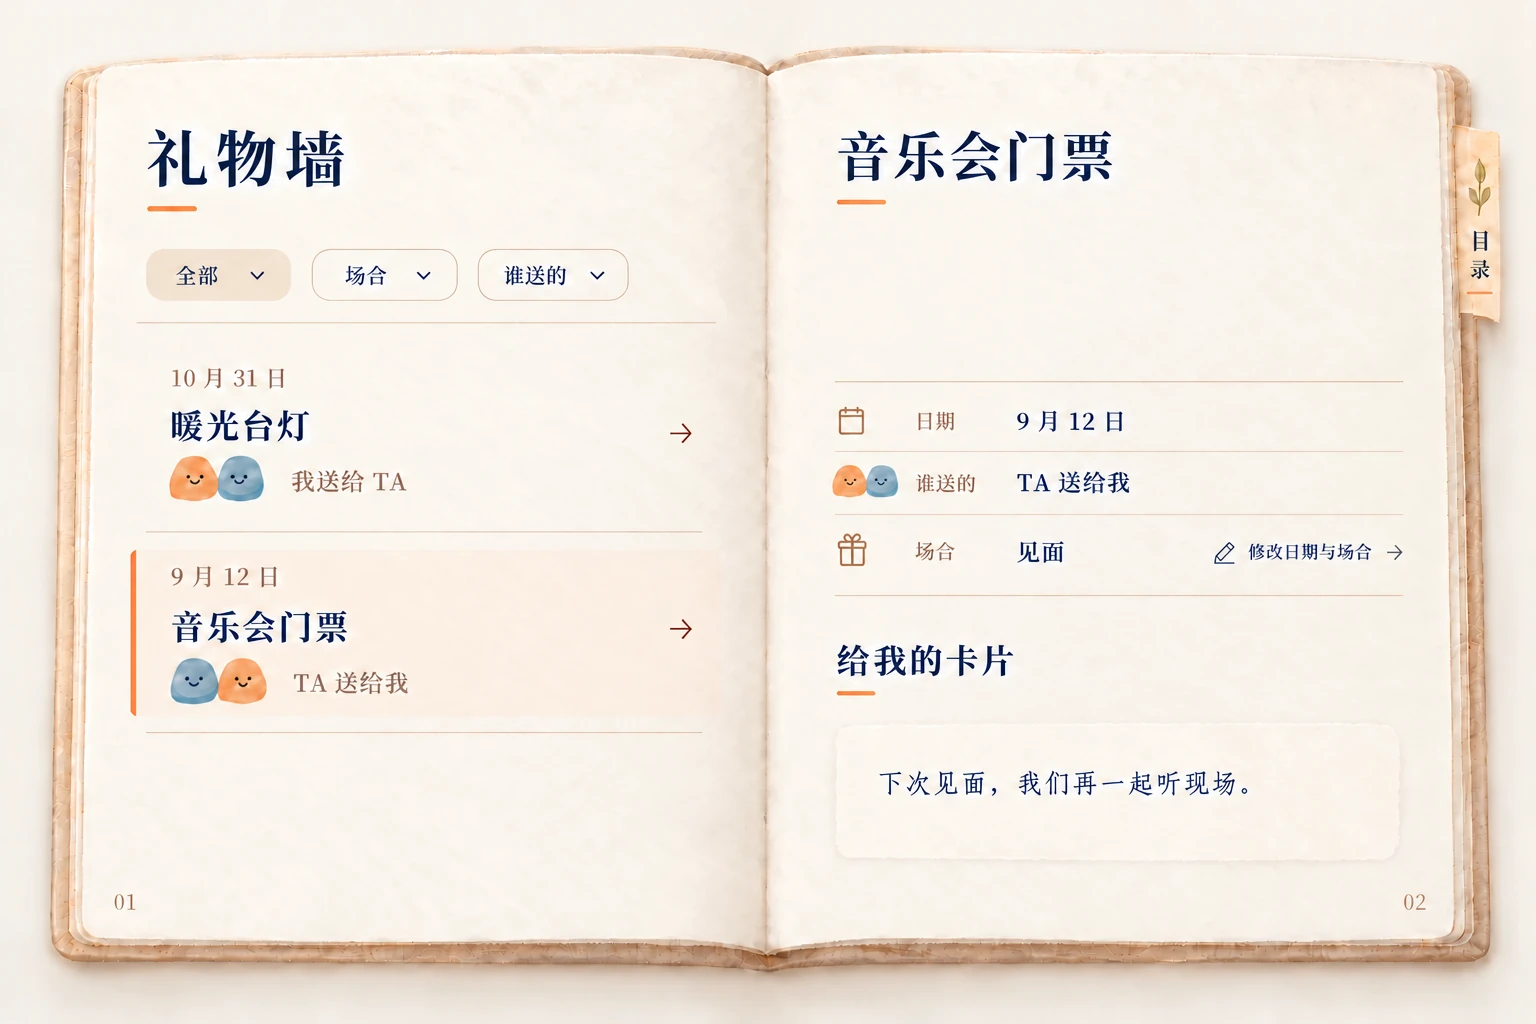 礼物墙
全部
场合
谁送的
10 月 31 日
暖光台灯
我送给 TA
9 月 12 日
音乐会门票
TA 送给我
01
音乐会门票
日期
9 月 12 日
谁送的
TA 送给我
场合
见面
修改日期与场合
给我的卡片
下次见面，我们再一起听现场。
02
目录